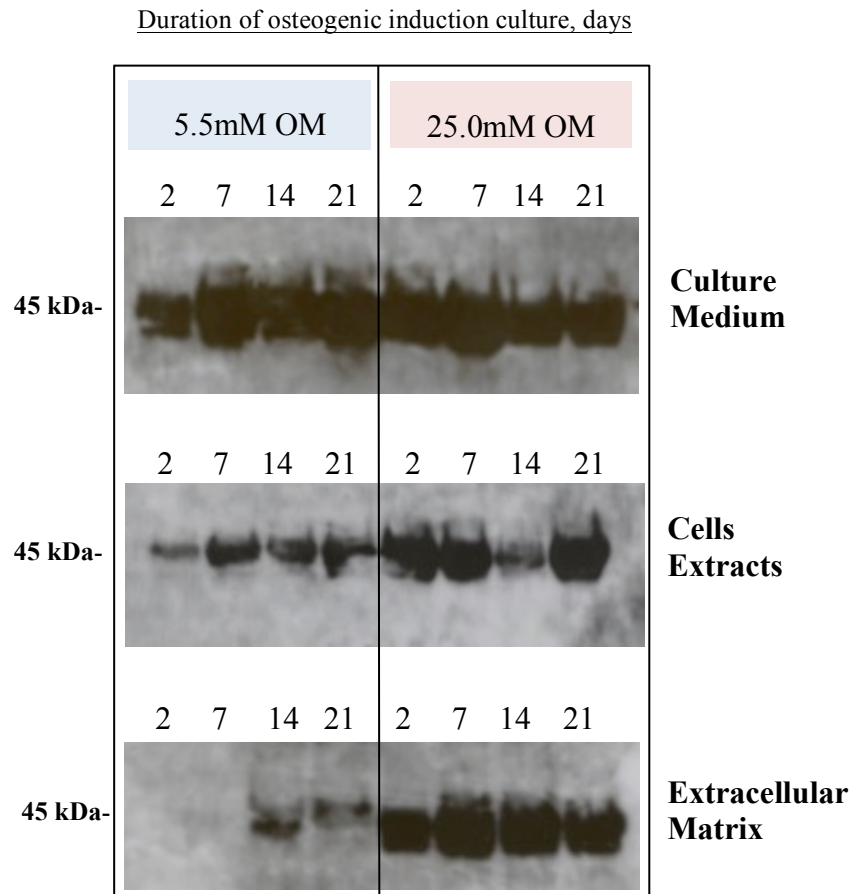 Duration of osteogenic induction culture, days
5.5mM OM 25.0mM OM
2 7 14 21 2 7 14 21
45 kDa-
Culture
Medium
2 7 14 21 2 7 14 21
45 kDa-
Cells
Extracts
2 7 14 21 2 7 14 21
45 kDa-
Extracellular
Matrix